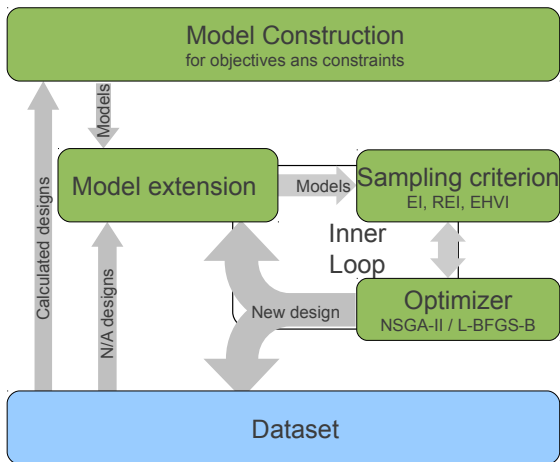 Model Construction
for objectives ans constraints
Models
Calculated designs
Model extension
Models
Sampling criterion
EI, REI, EHVI
Inner
Loop
N/A designs
New design
Optimizer
NSGA-II / L-BFGS-B
Dataset